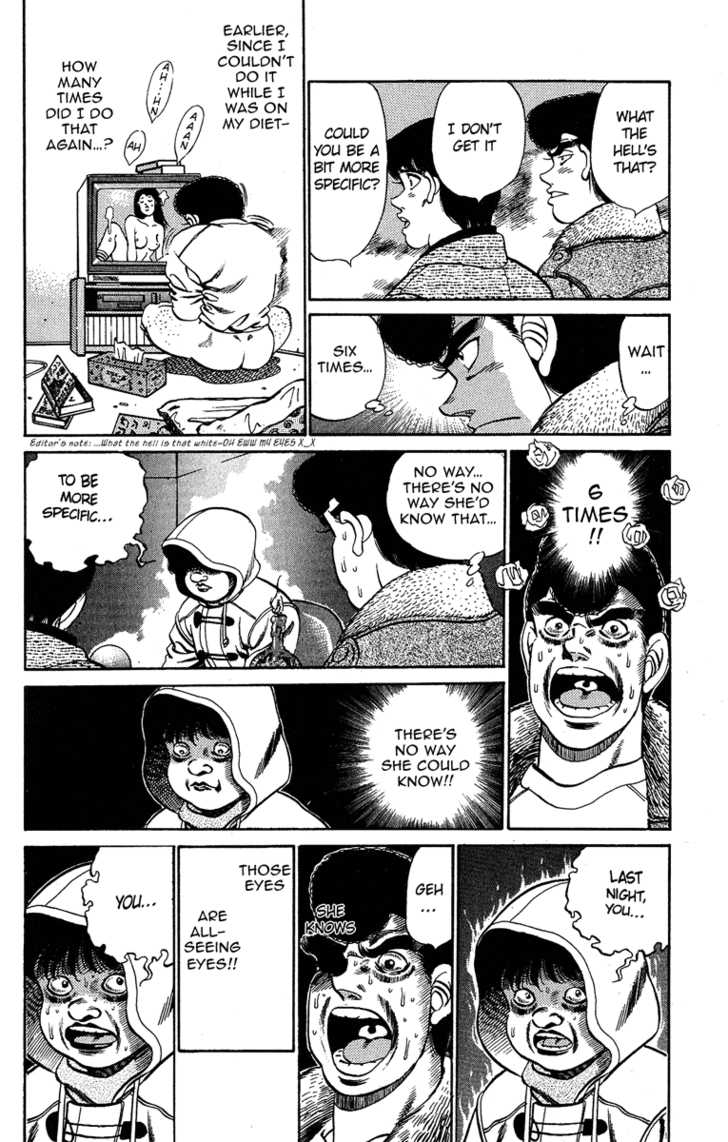 WHAT
THE
HELL'S
THAT?
I DON'T
GET IT
COULD
YOU BE A
BIT MORE
SPECIFIC?
WAIT
...
SIX
TIMES...
EARLIER,
SINCE I
COULDN'T
DO IT
WHILE I
WAS ON
MY DIET-
HOW
MANY
TIMES
DID I DO
THAT
AGAIN...?
AH..HN
AAAN
AH
Editor's note: ...What the hell is that white-OH EWW MY EYES X_X
6
TIMES
!!
NO WAY...
THERE'S NO
WAY SHE'D
KNOW THAT...
TO BE
MORE
SPECIFIC...
THERE'S
NO WAY
SHE COULD
KNOW!!
LAST
NIGHT,
YOU...
GEH
...
SHE
KNOWS
THOSE
EYES
ARE
ALL-
SEEING
EYES!!
YOU...